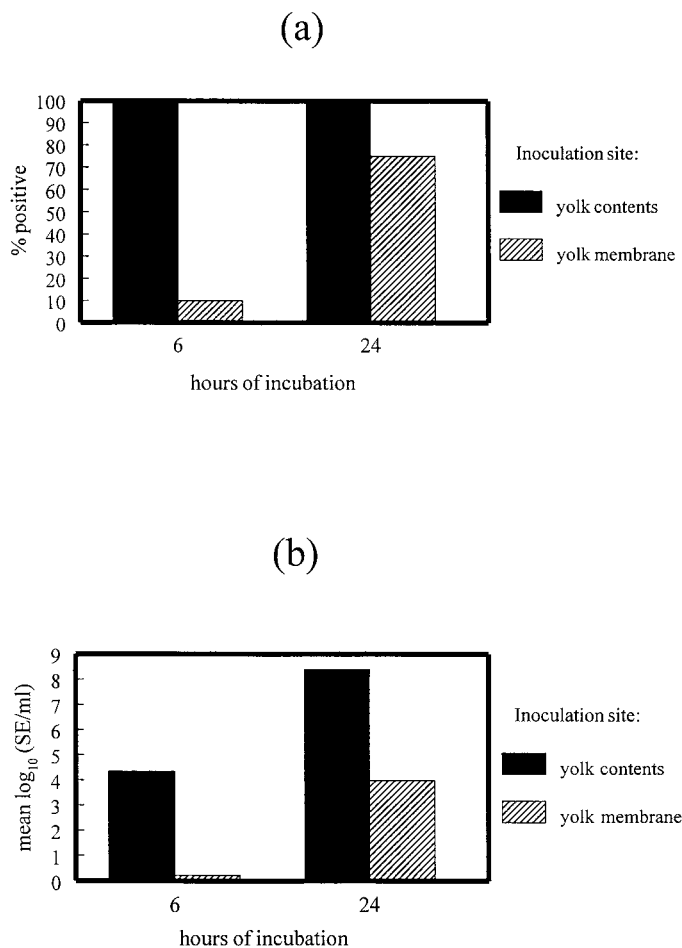 (a)
% positive
100
90
80
70
60
50
40
30
20
10
0
6
24
hours of incubation
Inoculation site:
yolk contents
yolk membrane
(b)
mean log₁₀ (SE/ml)
9
8
7
6
5
4
3
2
1
0
6
24
hours of incubation
Inoculation site:
yolk contents
yolk membrane